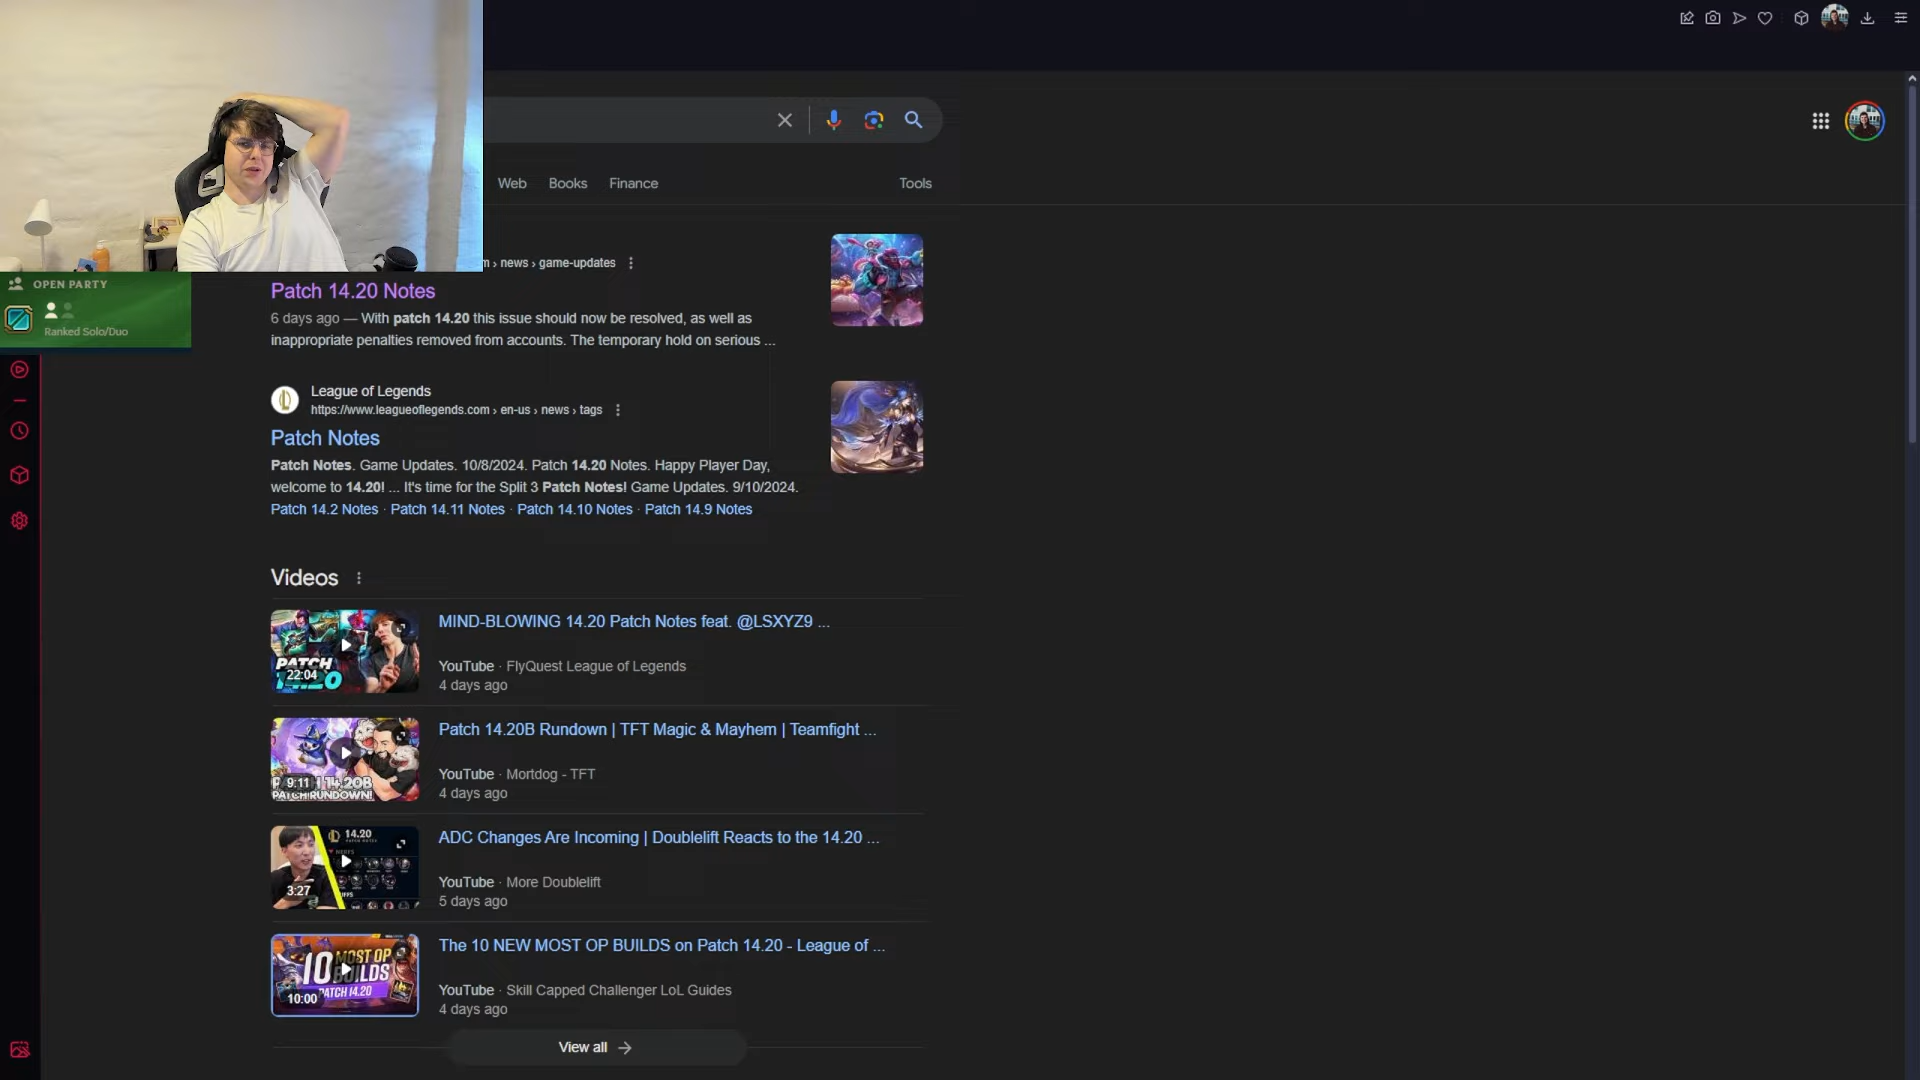 Web Books Finance Tools
m › news › game-updates
OPEN PARTY
Ranked Solo/Duo
Patch 14.20 Notes
6 days ago — With patch 14.20 this issue should now be resolved, as well as
inappropriate penalties removed from accounts. The temporary hold on serious ...
League of Legends
https://www.leagueoflegends.com › en-us › news › tags
Patch Notes
Patch Notes. Game Updates. 10/8/2024. Patch 14.20 Notes. Happy Player Day,
welcome to 14.20! ... It's time for the Split 3 Patch Notes! Game Updates. 9/10/2024.
Patch 14.2 Notes · Patch 14.11 Notes · Patch 14.10 Notes · Patch 14.9 Notes
Videos
PATCH
22:04
MIND-BLOWING 14.20 Patch Notes feat. @LSXYZ9 ...
YouTube · FlyQuest League of Legends
4 days ago
9:11
PATCH RUNDOWN!
Patch 14.20B Rundown | TFT Magic & Mayhem | Teamfight ...
YouTube · Mortdog - TFT
4 days ago
14.20
3:27
ADC Changes Are Incoming | Doublelift Reacts to the 14.20 ...
YouTube · More Doublelift
5 days ago
10 MOST OP
BUILDS
PATCH 14.20
10:00
The 10 NEW MOST OP BUILDS on Patch 14.20 - League of ...
YouTube · Skill Capped Challenger LoL Guides
4 days ago
View all